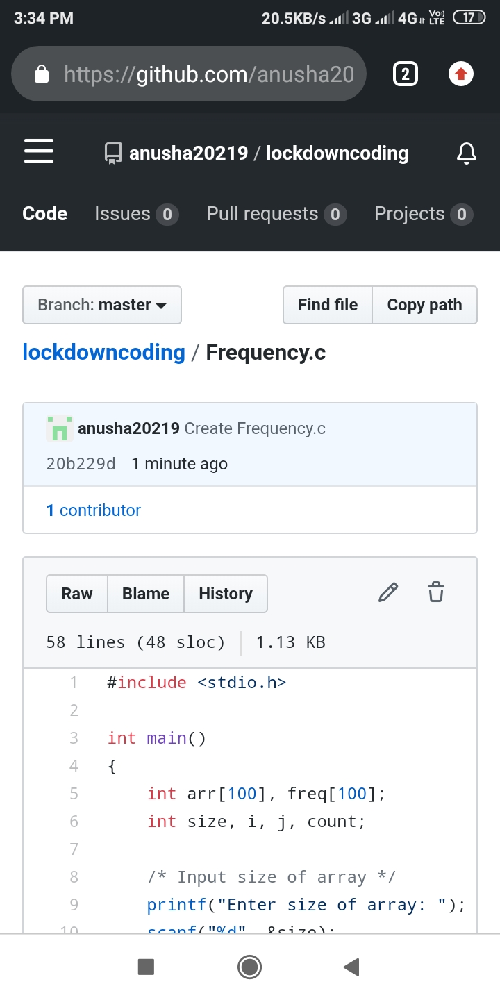 3:34 PM 20.5KB/s 3G 4G Vo) LTE 17
https://github.com/anusha20 2
anusha20219 / lockdowncoding
Code Issues 0 Pull requests 0 Projects 0
Branch: master Find file Copy path
lockdowncoding / Frequency.c
anusha20219 Create Frequency.c
20b229d 1 minute ago
1 contributor
Raw Blame History
58 lines (48 sloc) 1.13 KB
1 #include <stdio.h>
2
3 int main()
4 {
5 int arr[100], freq[100];
6 int size, i, j, count;
7
8 /* Input size of array */
9 printf("Enter size of array: ");
10 scanf("%d", &size);